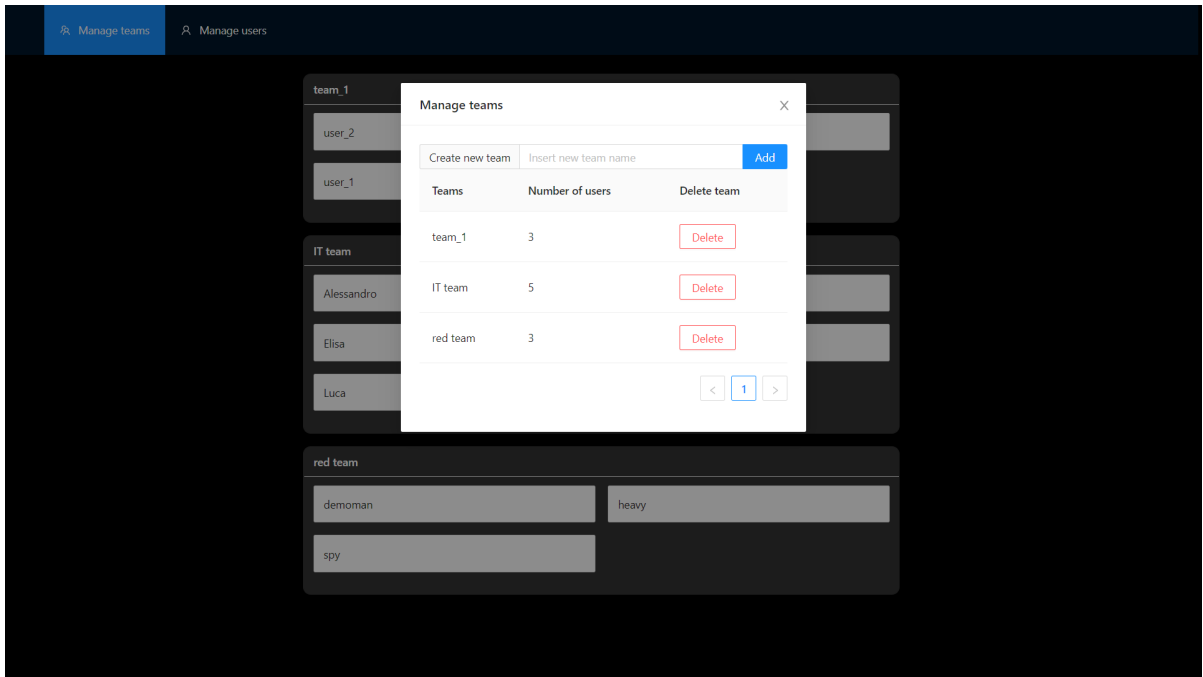 Manage teams Manage users
team_1
user_2
user_1
IT team
Alessandro
Elisa
Luca
Manage teams X
Create new team Insert new team name Add
Teams Number of users Delete team
team_1 3 Delete
IT team 5 Delete
red team 3 Delete
< 1 >
red team
demoman heavy
spy